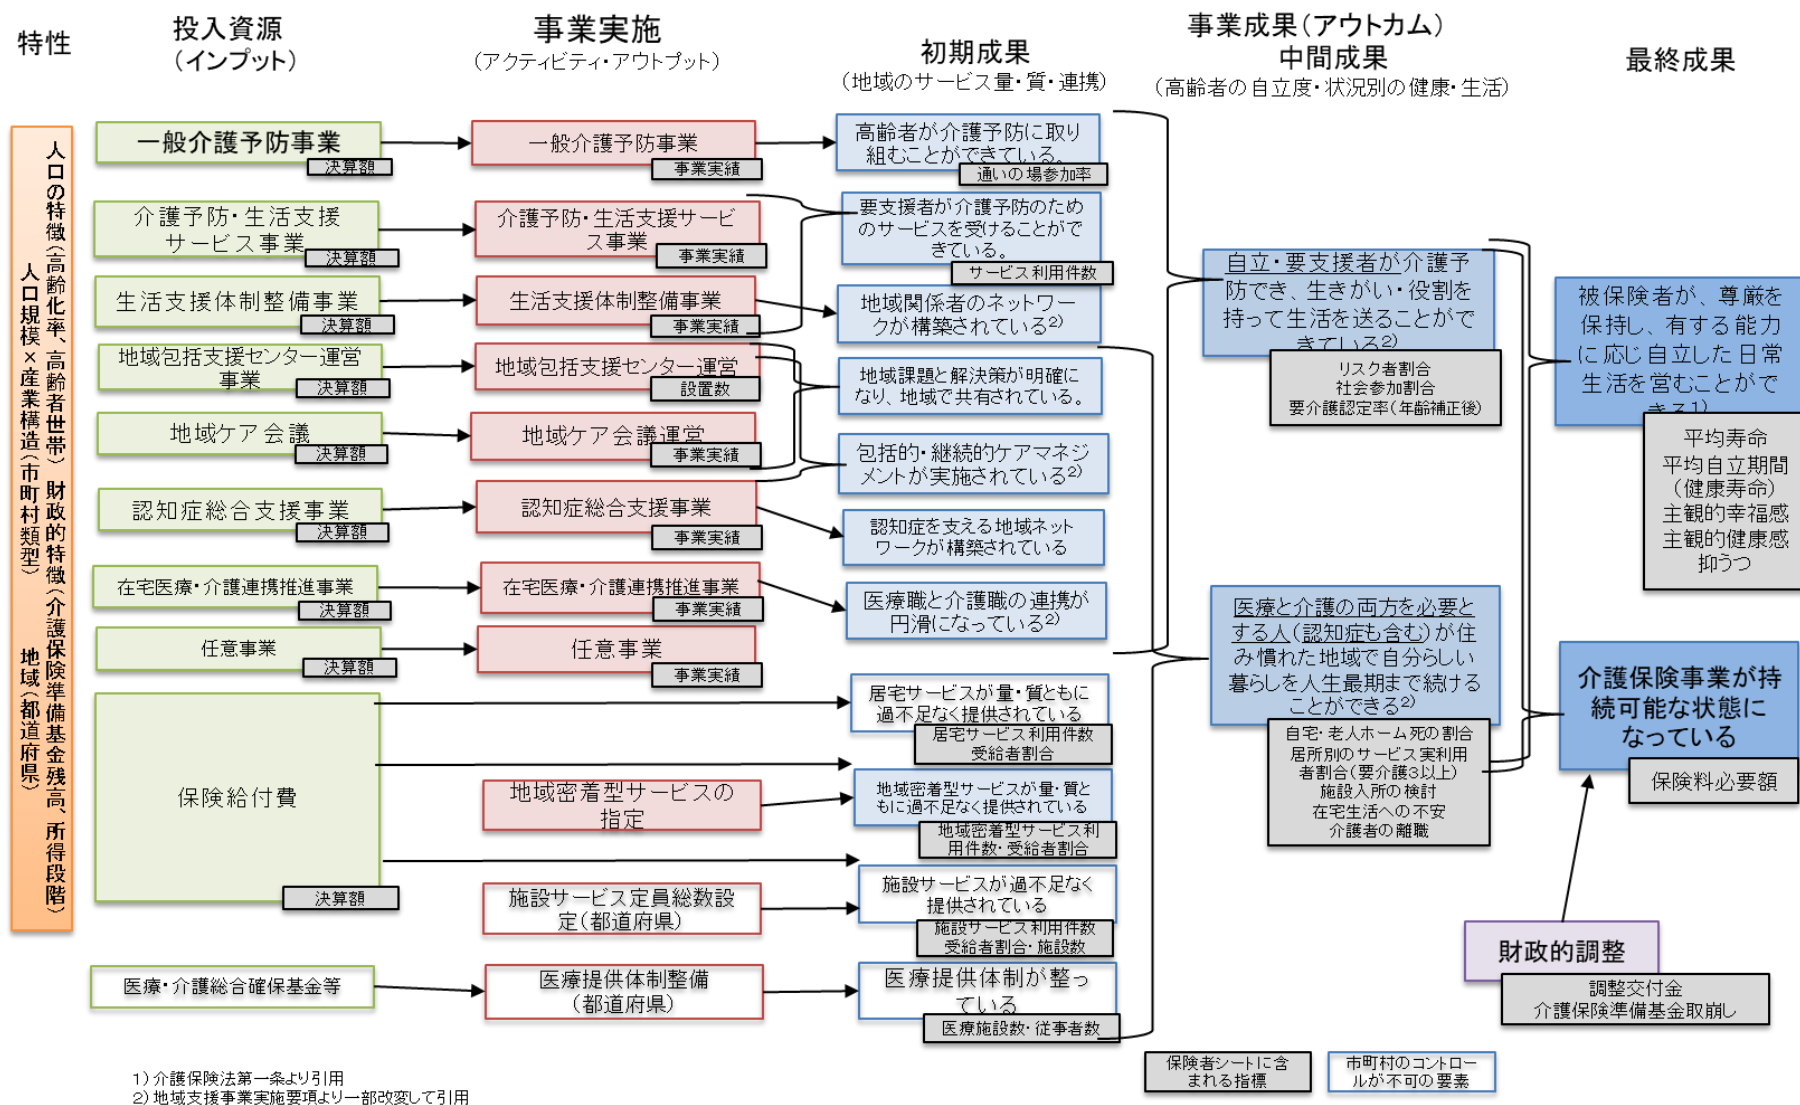 特性
投入資源
（インプット）
事業実施
（アクティビティ・アウトプット）
初期成果
（地域のサービス量・質・連携）
事業成果（アウトカム）
中間成果
（高齢者の自立度・状況別の健康・生活）
最終成果
人口の特徴（高齢化率、高齢者世帯） 財政的特徴（介護保険準備基金残高、所得段階）
人口規模×産業構造（市町村類型） 地域（都道府県）
一般介護予防事業
決算額
介護予防・生活支援
サービス事業
決算額
生活支援体制整備事業
決算額
地域包括支援センター運営
事業
決算額
地域ケア会議
決算額
認知症総合支援事業
決算額
在宅医療・介護連携推進事業
決算額
任意事業
決算額
保険給付費
決算額
医療・介護総合確保基金等
一般介護予防事業
事業実績
介護予防・生活支援サービ
ス事業
事業実績
生活支援体制整備事業
事業実績
地域包括支援センター運営
設置数
地域ケア会議運営
事業実績
認知症総合支援事業
事業実績
在宅医療・介護連携推進事業
事業実績
任意事業
事業実績
地域密着型サービスの
指定
施設サービス定員総数設
定（都道府県）
医療提供体制整備
（都道府県）
高齢者が介護予防に取り
組むことができている。
通いの場参加率
要支援者が介護予防のため
のサービスを受けることがで
きている。
サービス利用件数
地域関係者のネットワー
クが構築されている2)
地域課題と解決策が明確に
なり、地域で共有されている。
包括的・継続的ケアマネジ
メントが実施されている2)
認知症を支える地域ネット
ワークが構築されている
医療職と介護職の連携が
円滑になっている2)
居宅サービスが量・質ともに
過不足なく提供されている
居宅サービス利用件数
受給者割合
地域密着型サービスが量・質と
もに過不足なく提供されている
地域密着型サービス利
用件数・受給者割合
施設サービスが過不足なく
提供されている
施設サービス利用件数
受給者割合・施設数
医療提供体制が整っ
ている
医療施設数・従事者数
自立・要支援者が介護予
防でき、生きがい・役割を
持って生活を送ることがで
きている2)
リスク者割合
社会参加割合
要介護認定率（年齢補正後）
医療と介護の両方を必要と
する人（認知症も含む）が住
み慣れた地域で自分らしい
暮らしを人生最期まで続ける
ことができる2)
自宅・老人ホーム死の割合
居所別のサービス実利用
者割合（要介護3以上）
施設入所の検討
在宅生活への不安
介護者の離職
被保険者が、尊厳を
保持し、有する能力
に応じ自立した日常
生活を営むことがで
きる1)
平均寿命
平均自立期間
（健康寿命）
主観的幸福感
主観的健康感
抑うつ
介護保険事業が持
続可能な状態に
なっている
保険料必要額
財政的調整
調整交付金
介護保険準備基金取崩し
保険者シートに含
まれる指標
市町村のコントロー
ルが不可の要素
1）介護保険法第一条より引用
2）地域支援事業実施要項より一部改変して引用